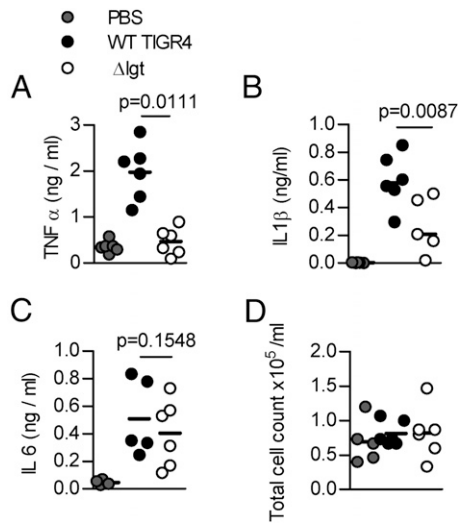 PBS
WT TIGR4
Δlgt
A
p=0.0111
TNF α (ng / ml)
3
2
1
0
B
p=0.0087
IL1β (ng/ml)
1.0
0.8
0.6
0.4
0.2
0.0
C
p=0.1548
IL 6 (ng / ml)
1.0
0.8
0.6
0.4
0.2
0.0
D
Total cell count x10⁵ /ml
2.0
1.5
1.0
0.5
0.0